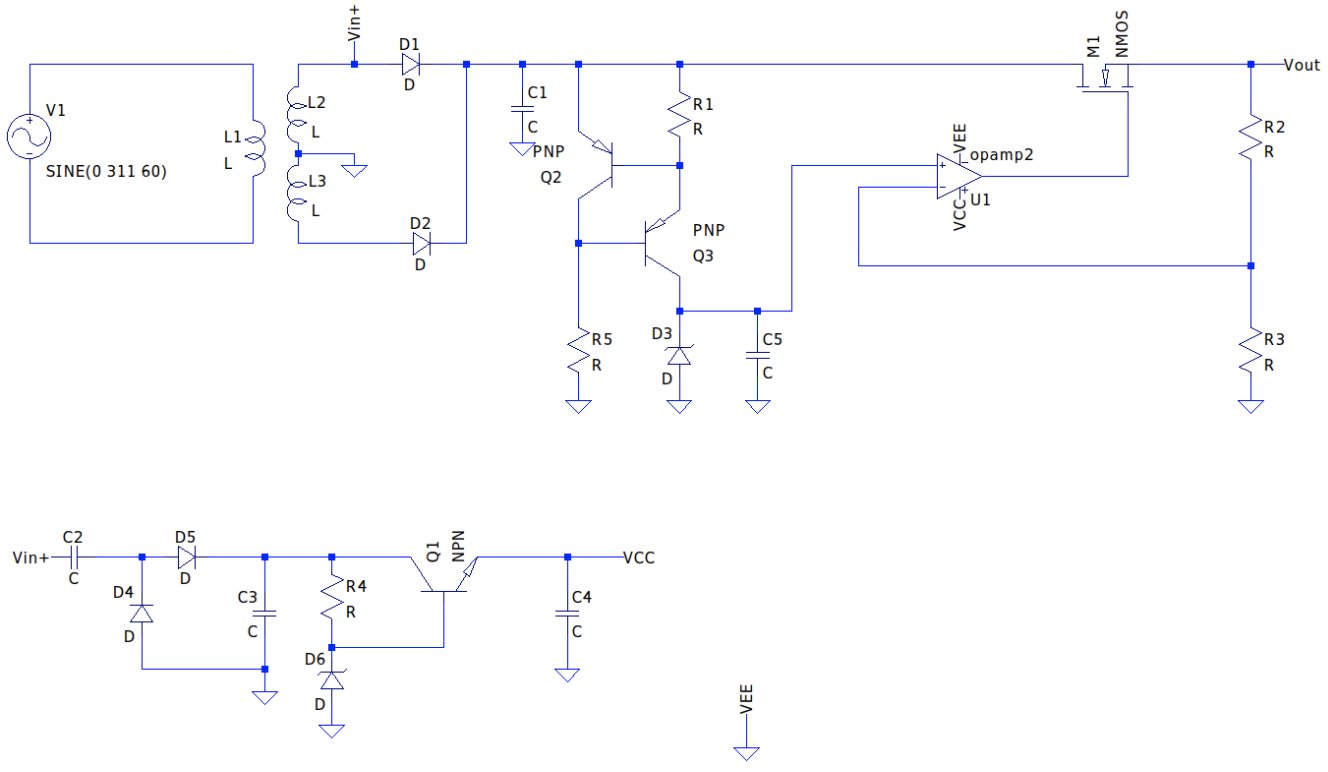 Vin+
D1
D
V1
SINE(0 311 60)
L1
L
L2
L
L3
L
D2
D
C1
C
PNP
Q2
R1
R
PNP
Q3
R5
R
D3
D
C5
C
VEE
opamp2
U1
VCC
M1
NMOS
Vout
R2
R
R3
R
Vin+
C2
C
D5
D
D4
D
C3
C
R4
R
D6
D
Q1
NPN
C4
C
VCC
VEE